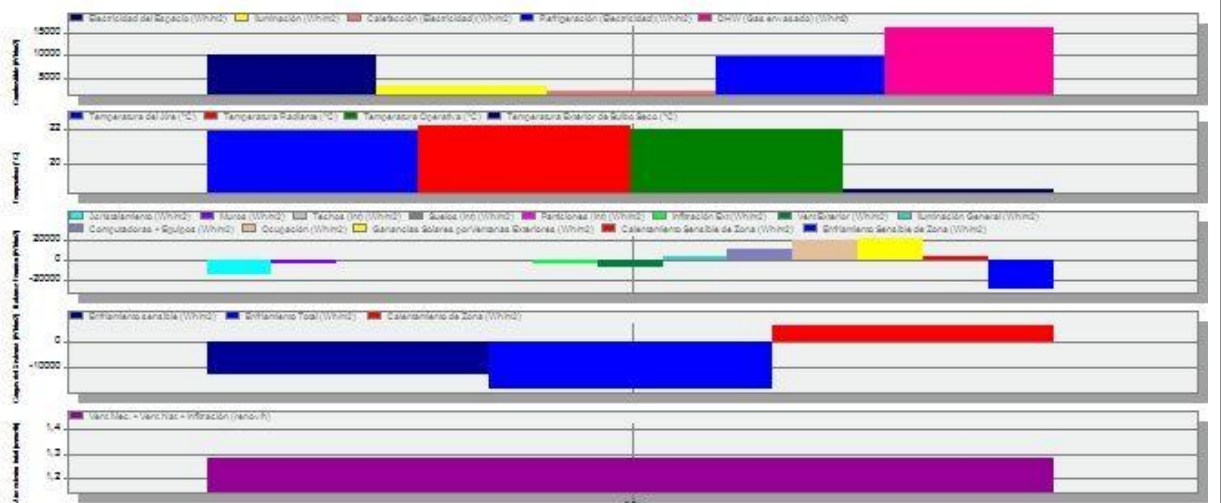 Electricidad del Espacio (Wh/m2) Iluminación (Wh/m2) Calefacción (Electricidad) (Wh/m2) Refrigeración (Electricidad) (Wh/m2) DHW (Gas envasado) (Wh/m2)
15000
10000
5000
Temperatura del Aire (°C) Temperatura Radiante (°C) Temperatura Operativa (°C) Temperatura Exterior de Bulbo Seco (°C)
22
20
Acristalamiento (Wh/m2) Muros (Wh/m2) Techos (int) (Wh/m2) Suelos (int) (Wh/m2) Particiones (int) (Wh/m2) Infiltración Ext (Wh/m2) Vent Exterior (Wh/m2) Iluminación General (Wh/m2)
Computadoras + Equipos (Wh/m2) Ocupación (Wh/m2) Ganancias Solares por Ventanas Exteriores (Wh/m2) Calentamiento Sensible de Zona (Wh/m2) Enfriamiento Sensible de Zona (Wh/m2)
20000
0
-20000
Enfriamiento sensible (Wh/m2) Enfriamiento Total (Wh/m2) Calentamiento de Zona (Wh/m2)
0
-10000
Vent Mec. + Vent Nat + Infiltración (renov/h)
1,4
1,3
1,2